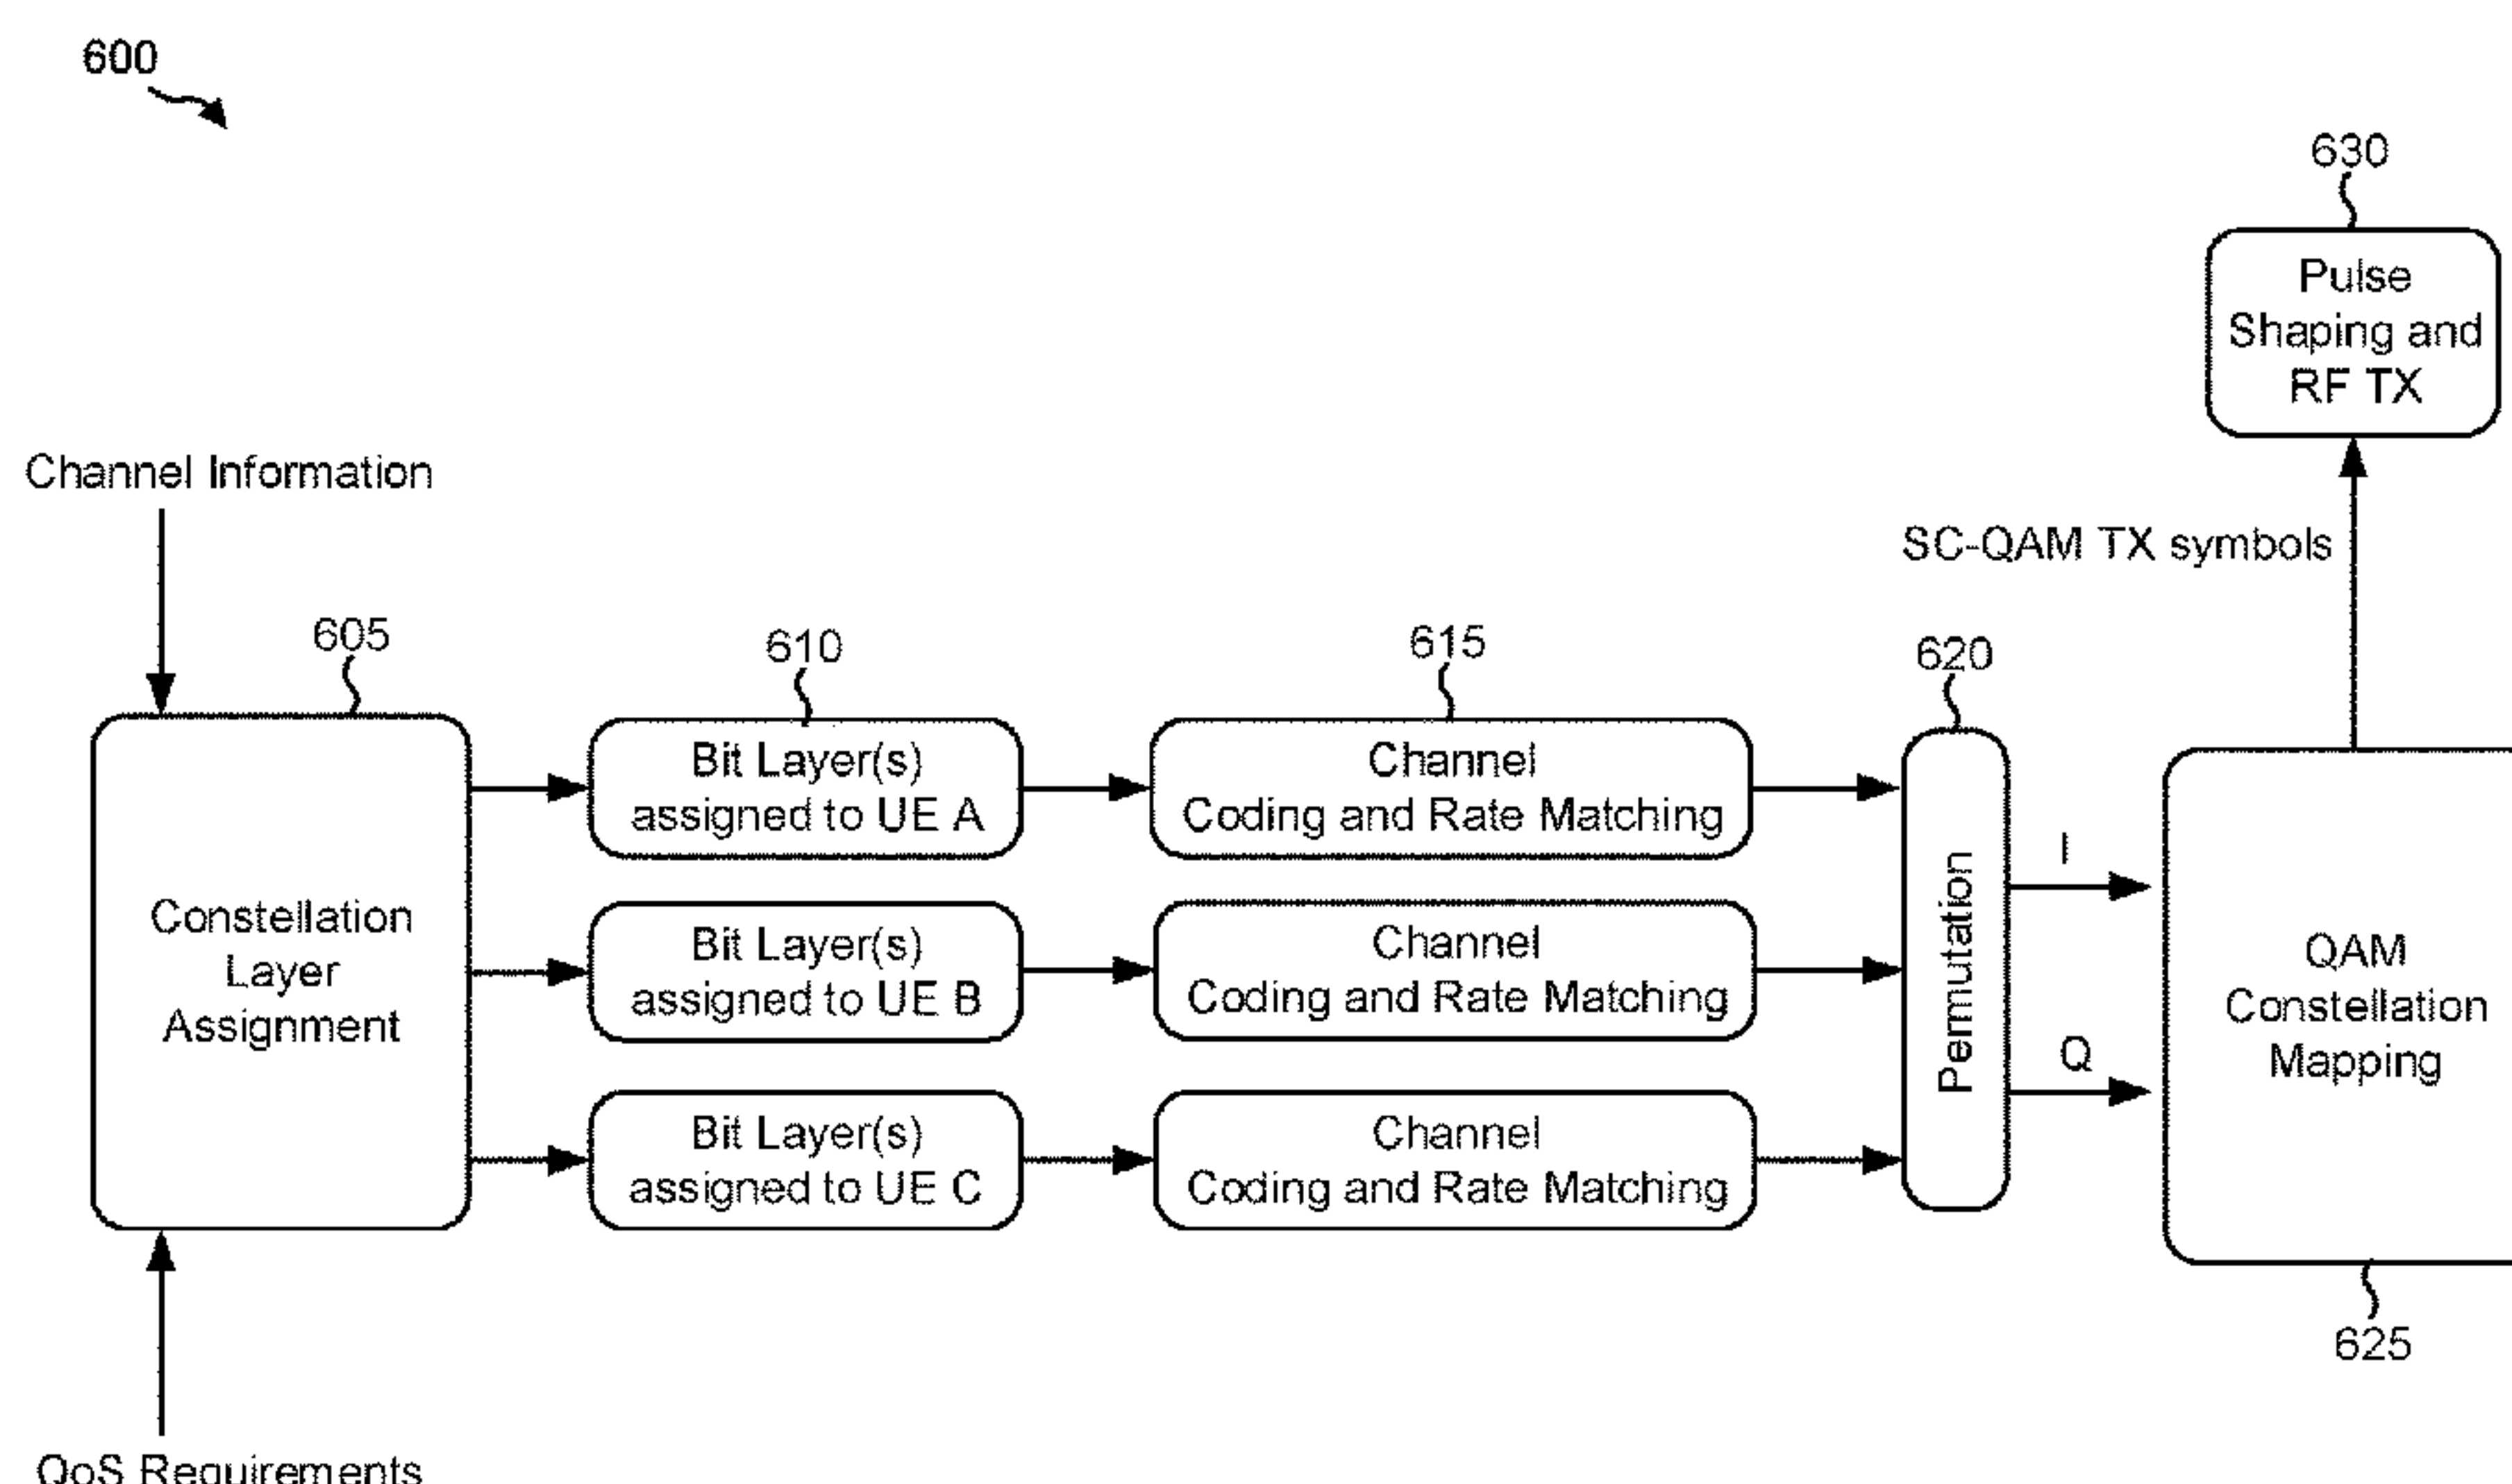 600
630
Pulse
Shaping and
RF TX
Channel Information
SC-QAM TX symbols
605
610
615
620
Constellation
Layer
Assignment
Bit Layer(s)
assigned to UE A
Channel
Coding and Rate Matching
Bit Layer(s)
assigned to UE B
Channel
Coding and Rate Matching
Bit Layer(s)
assigned to UE C
Channel
Coding and Rate Matching
Permutation
I
Q
QAM
Constellation
Mapping
625
QoS Requirements